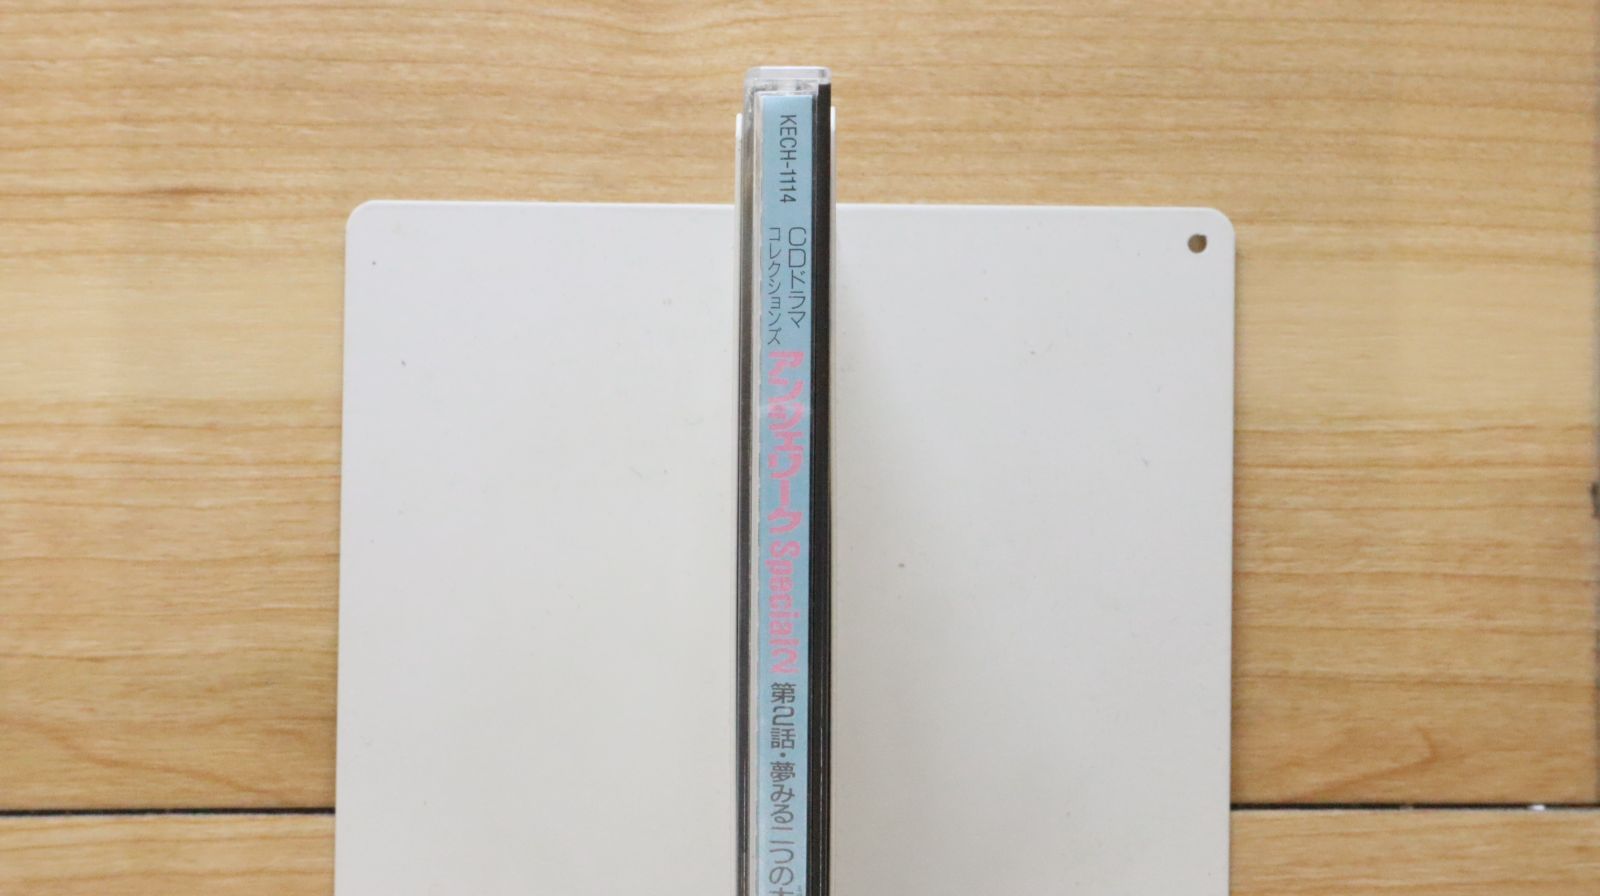 KECH-1114
CDドラマ
コレクションズ
アンジェリーク Special2
第2話・夢みる二つの